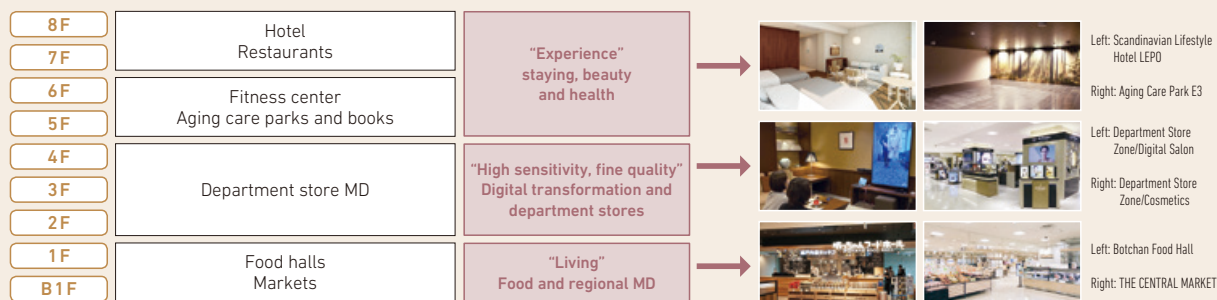 8F
7F
6F
5F
4F
3F
2F
1F
B1F
Hotel
Restaurants
Fitness center
Aging care parks and books
Department store MD
Food halls
Markets
“Experience”
staying, beauty
and health
“High sensitivity, fine quality”
Digital transformation and
department stores
“Living”
Food and regional MD
Left: Scandinavian Lifestyle
Hotel LEPO
Right: Aging Care Park E3
Left: Department Store
Zone/Digital Salon
Right: Department Store
Zone/Cosmetics
Left: Botchan Food Hall
Right: THE CENTRAL MARKET